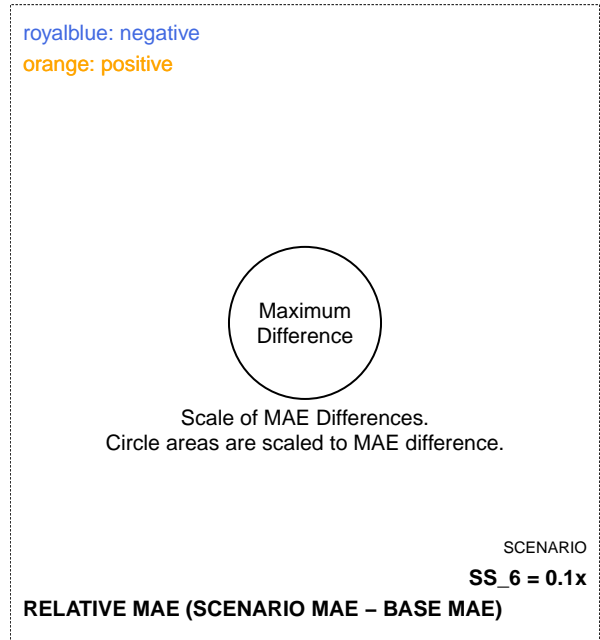 royalblue: negative
orange: positive
Maximum
Difference
Scale of MAE Differences.
Circle areas are scaled to MAE difference.
SCENARIO
SS_6 = 0.1x
RELATIVE MAE (SCENARIO MAE − BASE MAE)